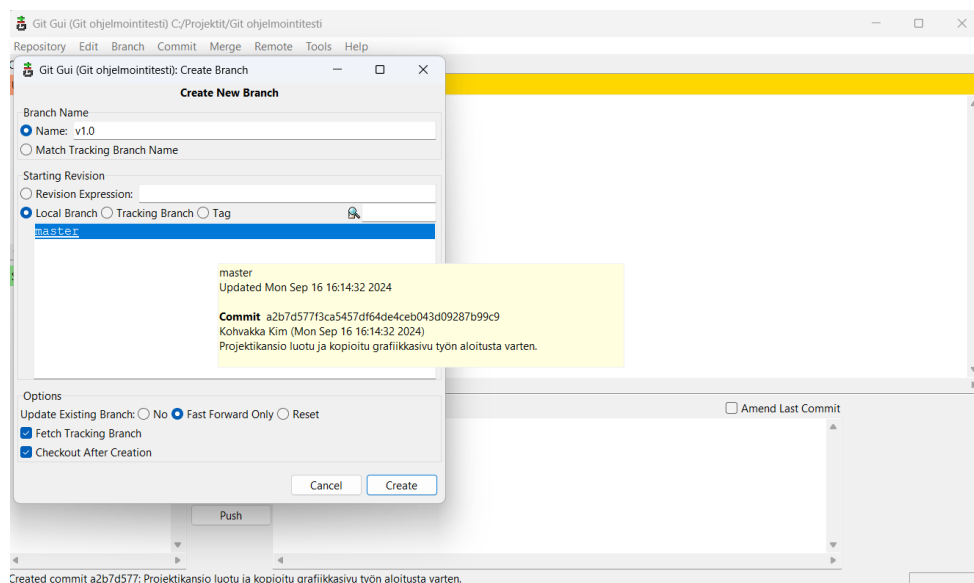 Git Gui (Git ohjelmointitesti) C:/Projektit/Git ohjelmointitesti
Repository Edit Branch Commit Merge Remote Tools Help
Git Gui (Git ohjelmointitesti): Create Branch
Create New Branch
Branch Name
Name: v1.0
Match Tracking Branch Name
Starting Revision
Revision Expression:
Local Branch Tracking Branch Tag
master
master
Updated Mon Sep 16 16:14:32 2024
Commit a2b7d577f3ca5457df64de4ceb043d09287b99c9
Kohvakka Kim (Mon Sep 16 16:14:32 2024)
Projektikansio luotu ja kopioitu grafiikkasivu työn aloitusta varten.
Options
Update Existing Branch: No Fast Forward Only Reset
Fetch Tracking Branch
Checkout After Creation
Cancel Create
Amend Last Commit
Push
Created commit a2b7d577: Projektikansio luotu ja kopioitu grafiikkasivu työn aloitusta varten.